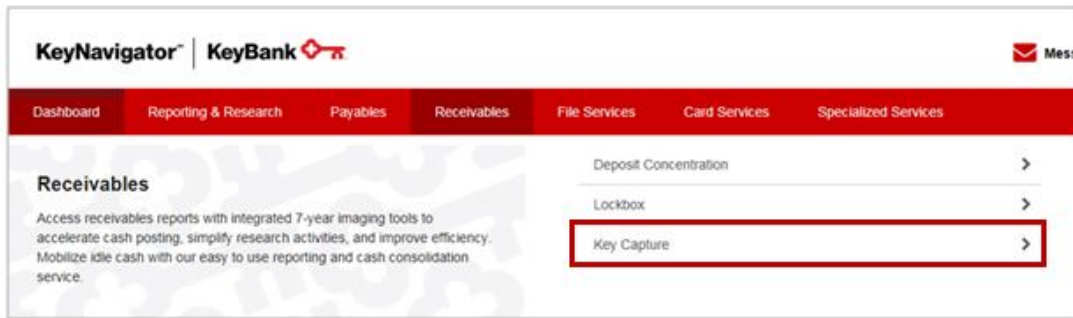 KeyNavigator™ | KeyBank
Dashboard Reporting & Research Payables Receivables File Services Card Services Specialized Services
Receivables
Access receivables reports with integrated 7-year imaging tools to
accelerate cash posting, simplify research activities, and improve efficiency.
Mobilize idle cash with our easy to use reporting and cash consolidation
service.
Deposit Concentration
Lockbox
Key Capture